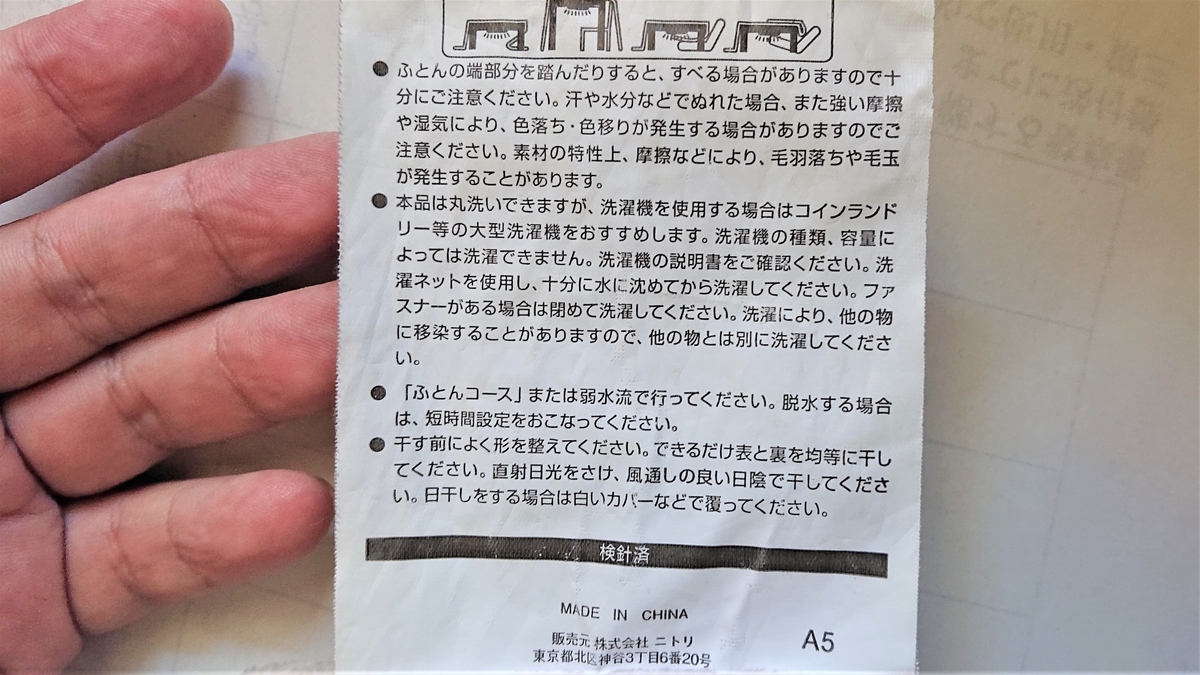 ●ふとんの端部分を踏んだりすると、すべる場合がありますので十
分にご注意ください。汗や水分などでぬれた場合、また強い摩擦
や湿気により、色落ち・色移りが発生する場合がありますのでご
注意ください。素材の特性上、摩擦などにより、毛羽落ちや毛玉
が発生することがあります。
●本品は丸洗いできますが、洗濯機を使用する場合はコインランド
リー等の大型洗濯機をおすすめします。洗濯機の種類、容量に
よっては洗濯できません。洗濯機の説明書をご確認ください。洗
濯ネットを使用し、十分に水に沈めてから洗濯してください。ファ
スナーがある場合は閉めて洗濯してください。洗濯により、他の物
に移染することがありますので、他の物とは別に洗濯してくださ
い。
●「ふとんコース」または弱水流で行ってください。脱水する場合
は、短時間設定をおこなってください。
●干す前によく形を整えてください。できるだけ表と裏を均等に干し
てください。直射日光をさけ、風通しの良い日陰で干してくださ
い。日干しをする場合は白いカバーなどで覆ってください。
検針済
MADE IN CHINA
販売元 株式会社 ニトリ
東京都北区神谷3丁目6番20号
A5